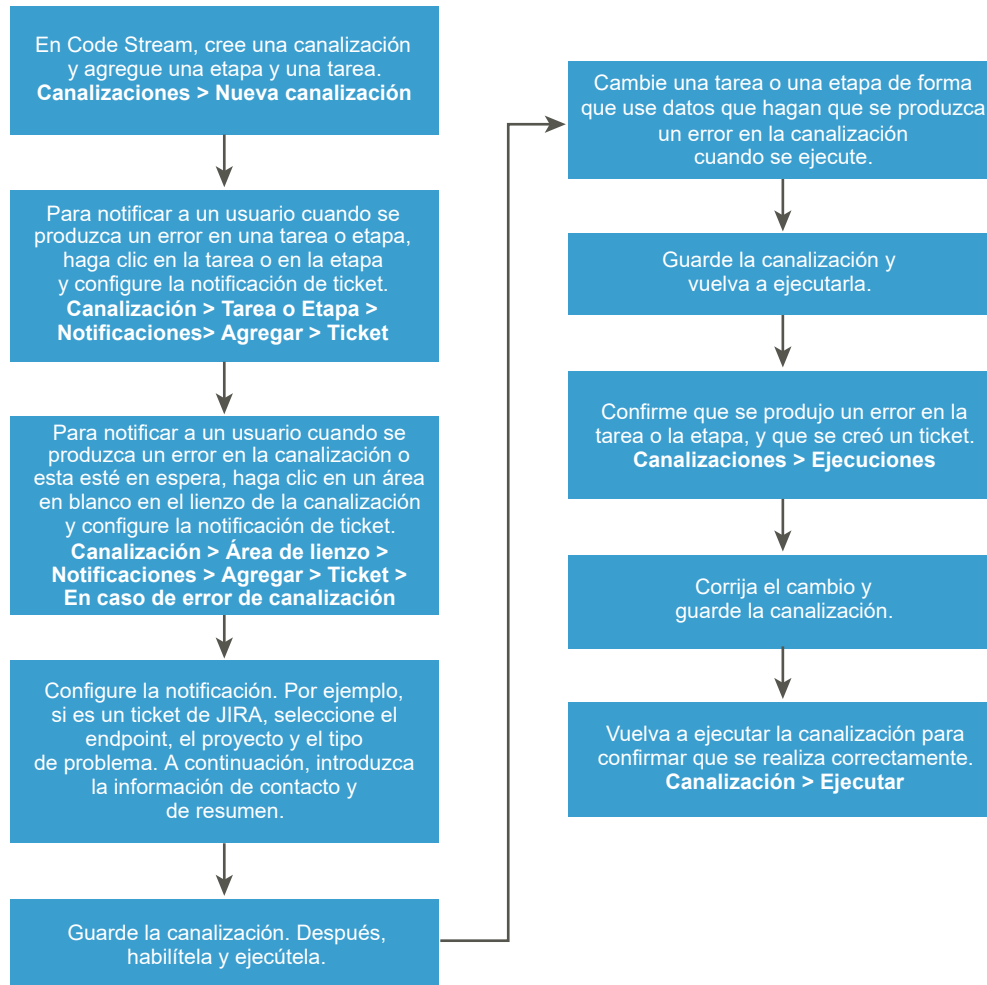 En Code Stream, cree una canalización
y agregue una etapa y una tarea.
Canalizaciones > Nueva canalización
Para notificar a un usuario cuando se
produzca un error en una tarea o etapa,
haga clic en la tarea o en la etapa
y configure la notificación de ticket.
Canalización > Tarea o Etapa >
Notificaciones> Agregar > Ticket
Para notificar a un usuario cuando se
produzca un error en la canalización o
esta esté en espera, haga clic en un área
en blanco en el lienzo de la canalización
y configure la notificación de ticket.
Canalización > Área de lienzo >
Notificaciones > Agregar > Ticket >
En caso de error de canalización
Configure la notificación. Por ejemplo,
si es un ticket de JIRA, seleccione el
endpoint, el proyecto y el tipo
de problema. A continuación, introduzca
la información de contacto y
de resumen.
Guarde la canalización. Después,
habilítela y ejecútela.
Cambie una tarea o una etapa de forma
que use datos que hagan que se produzca
un error en la canalización
cuando se ejecute.
Guarde la canalización y
vuelva a ejecutarla.
Confirme que se produjo un error en la
tarea o la etapa, y que se creó un ticket.
Canalizaciones > Ejecuciones
Corrija el cambio y
guarde la canalización.
Vuelva a ejecutar la canalización para
confirmar que se realiza correctamente.
Canalización > Ejecutar